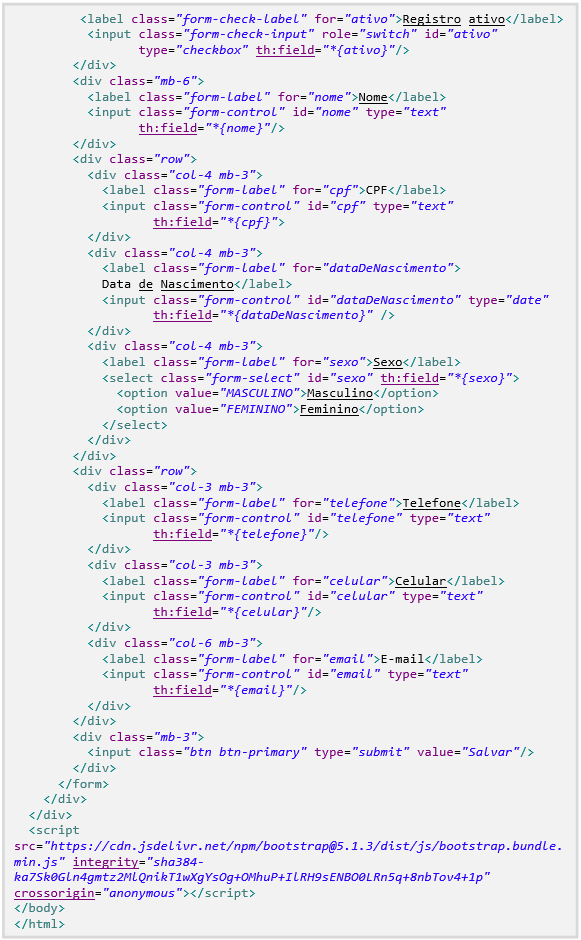 <label class="form-check-label" for="ativo">Registro ativo</label>
<input class="form-check-input" role="switch" id="ativo"
type="checkbox" th:field="*{ativo}"/>
</div>
<div class="mb-6">
<label class="form-label" for="nome">Nome</label>
<input class="form-control" id="nome" type="text"
th:field="*{nome}"/>
</div>
<div class="row">
<div class="col-4 mb-3">
<label class="form-label" for="cpf">CPF</label>
<input class="form-control" id="cpf" type="text"
th:field="*{cpf}">
</div>
<div class="col-4 mb-3">
<label class="form-label" for="dataDeNascimento">
Data de Nascimento</label>
<input class="form-control" id="dataDeNascimento" type="date"
th:field="*{dataDeNascimento}" />
</div>
<div class="col-4 mb-3">
<label class="form-label" for="sexo">Sexo</label>
<select class="form-select" id="sexo" th:field="*{sexo}">
<option value="MASCULINO">Masculino</option>
<option value="FEMININO">Feminino</option>
</select>
</div>
</div>
<div class="row">
<div class="col-3 mb-3">
<label class="form-label" for="telefone">Telefone</label>
<input class="form-control" id="telefone" type="text"
th:field="*{telefone}"/>
</div>
<div class="col-3 mb-3">
<label class="form-label" for="celular">Celular</label>
<input class="form-control" id="celular" type="text"
th:field="*{celular}"/>
</div>
<div class="col-6 mb-3">
<label class="form-label" for="email">E-mail</label>
<input class="form-control" id="email" type="text"
th:field="*{email}"/>
</div>
</div>
<div class="mb-3">
<input class="btn btn-primary" type="submit" value="Salvar"/>
</div>
</form>
</div>
</div>
<script
src="https://cdn.jsdelivr.net/npm/bootstrap@5.1.3/dist/js/bootstrap.bundle.
min.js" integrity="sha384-
ka7Sk0Gln4gmtz2MlQnikT1wXgYsOg+OMhuP+IlRH9sENBO0LRn5q+8nbTov4+1p"
crossorigin="anonymous"></script>
</body>
</html>